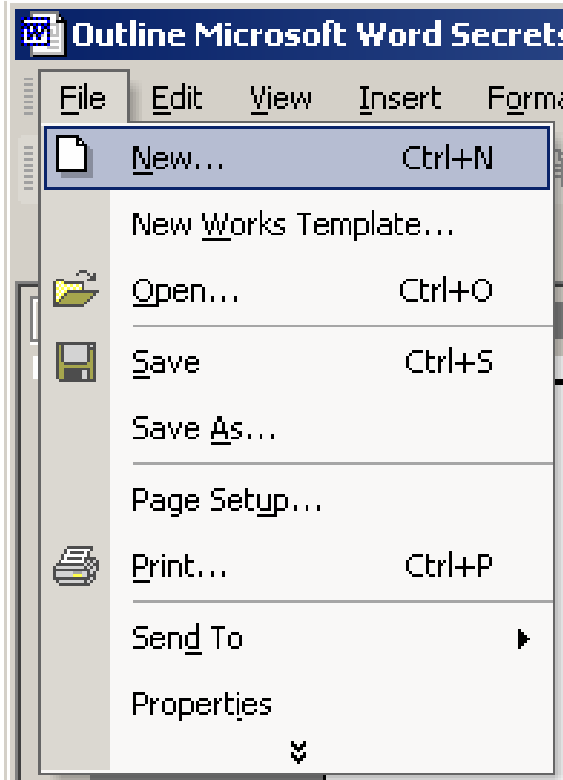 Outline Microsoft Word Secrets
File Edit View Insert Forma
New... Ctrl+N
New Works Template...
Open... Ctrl+O
Save Ctrl+S
Save As...
Page Setup...
Print... Ctrl+P
Send To
Properties